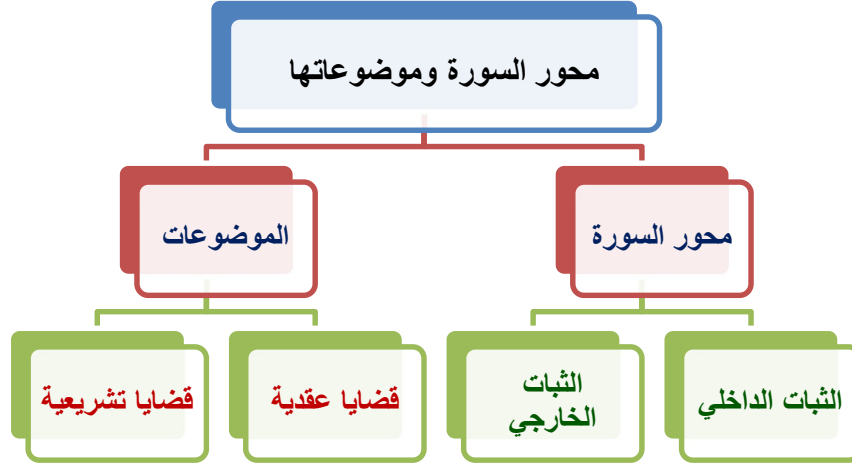 محور السورة وموضوعاتها
محور السورة
الموضوعات
الثبات الداخلي
الثبات
الخارجي
قضايا عقدية
قضايا تشريعية